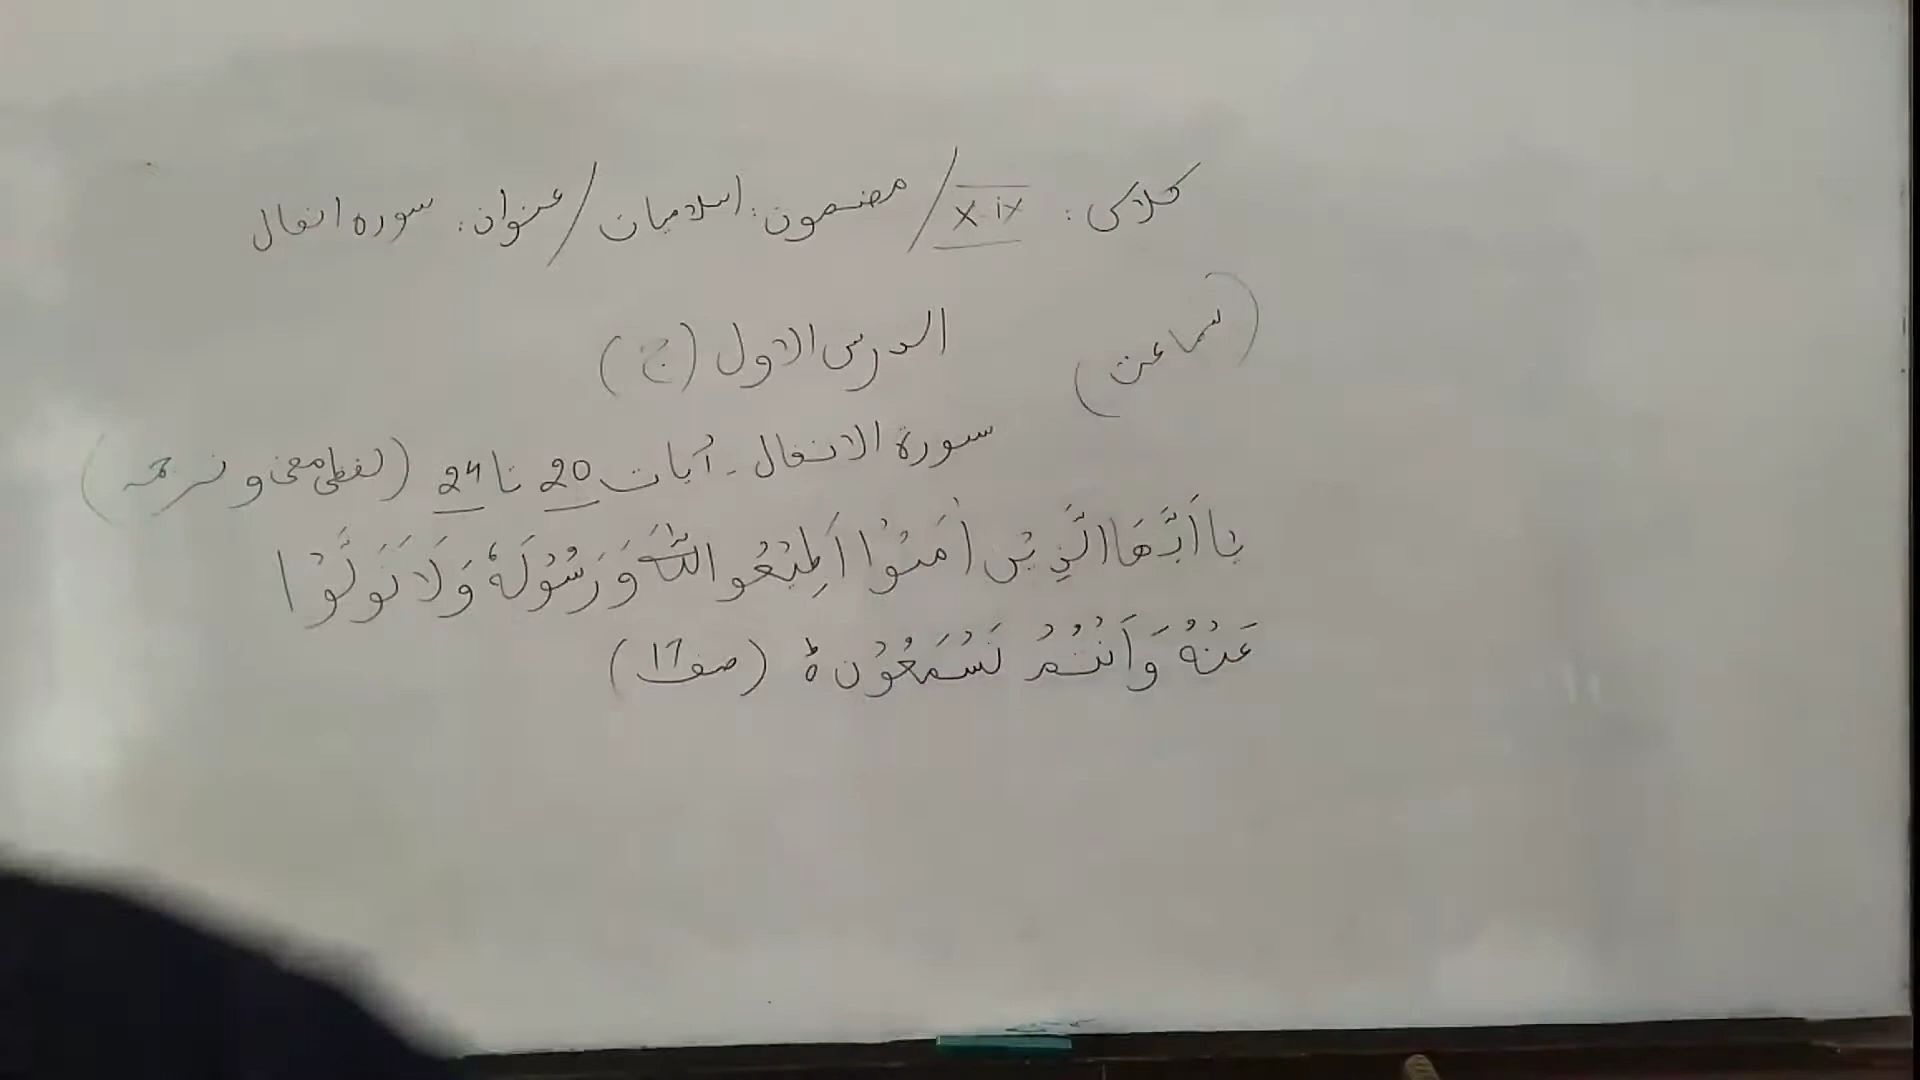 کلاس: X-IX / مضمون: اسلامیات / عنوان: سورہ انفال
(سماعت) الدرس الاول (ج)
سورۃ الانفال - آیات 20 تا 24 (لفظی معنی و ترجمہ)
یَا اَیُّهَا الَّذِیْنَ اٰمَنُوْا اَطِیْعُوا اللّٰهَ وَ رَسُوْلَهٗ وَ لَا تَوَلَّوْا
عَنْهُ وَ اَنْتُمْ تَسْمَعُوْنَ ۃ (صفہ 17)